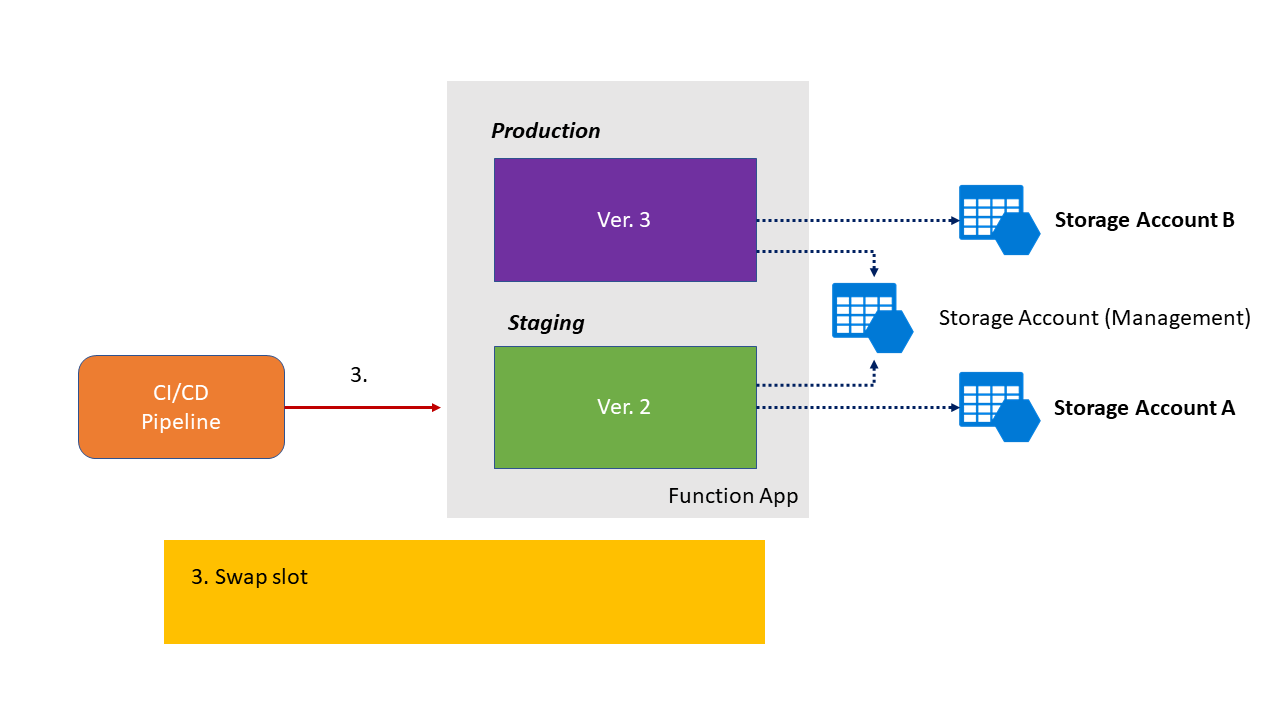 Production
Ver. 3
Storage Account B
Staging
Storage Account (Management)
3.
CI/CD
Pipeline
Ver. 2
Storage Account A
Function App
3. Swap slot